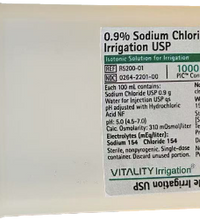 0.9% Sodium Chlori
Irrigation USP
Isotonic Solution for Irrigation
REF R5200-01
NDC 0264-2201-00
1000
PIC™ Con
Each 100 mL contains:
Sodium Chloride USP 0.9 g
Water for Injection USP qs
pH adjusted with Hydrochloric
Acid NF
pH: 5.0 (4.5-7.0)
Calc. Osmolarity: 310 mOsmol/liter
Electrolytes (mEq/liter):
Sodium 154 Chloride 154
Sterile, nonpyrogenic. Single-dose
container. Discard unused portion.
VITALITY Irrigation
Irrigation USP